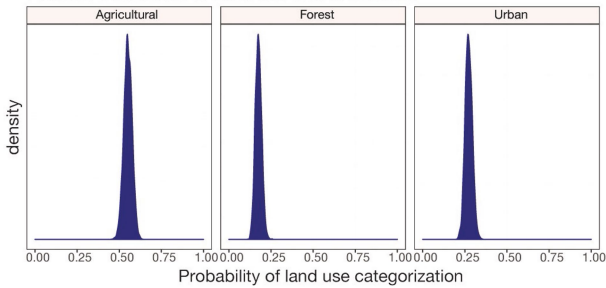 Agricultural Forest Urban
density
0.00 0.25 0.50 0.75 1.00 0.00 0.25 0.50 0.75 1.00 0.00 0.25 0.50 0.75 1.00
Probability of land use categorization